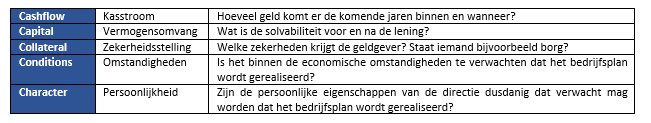 Cashflow Kasstroom Hoeveel geld komt er de komende jaren binnen en wanneer?
Capital Vermogensomvang Wat is de solvabiliteit voor en na de lening?
Collateral Zekerheidsstelling Welke zekerheden krijgt de geldgever? Staat iemand bijvoorbeeld borg?
Conditions Omstandigheden Is het binnen de economische omstandigheden te verwachten dat het bedrijfsplan
wordt gerealiseerd?
Character Persoonlijkheid Zijn de persoonlijke eigenschappen van de directie dusdanig dat verwacht mag
worden dat het bedrijfsplan wordt gerealiseerd?